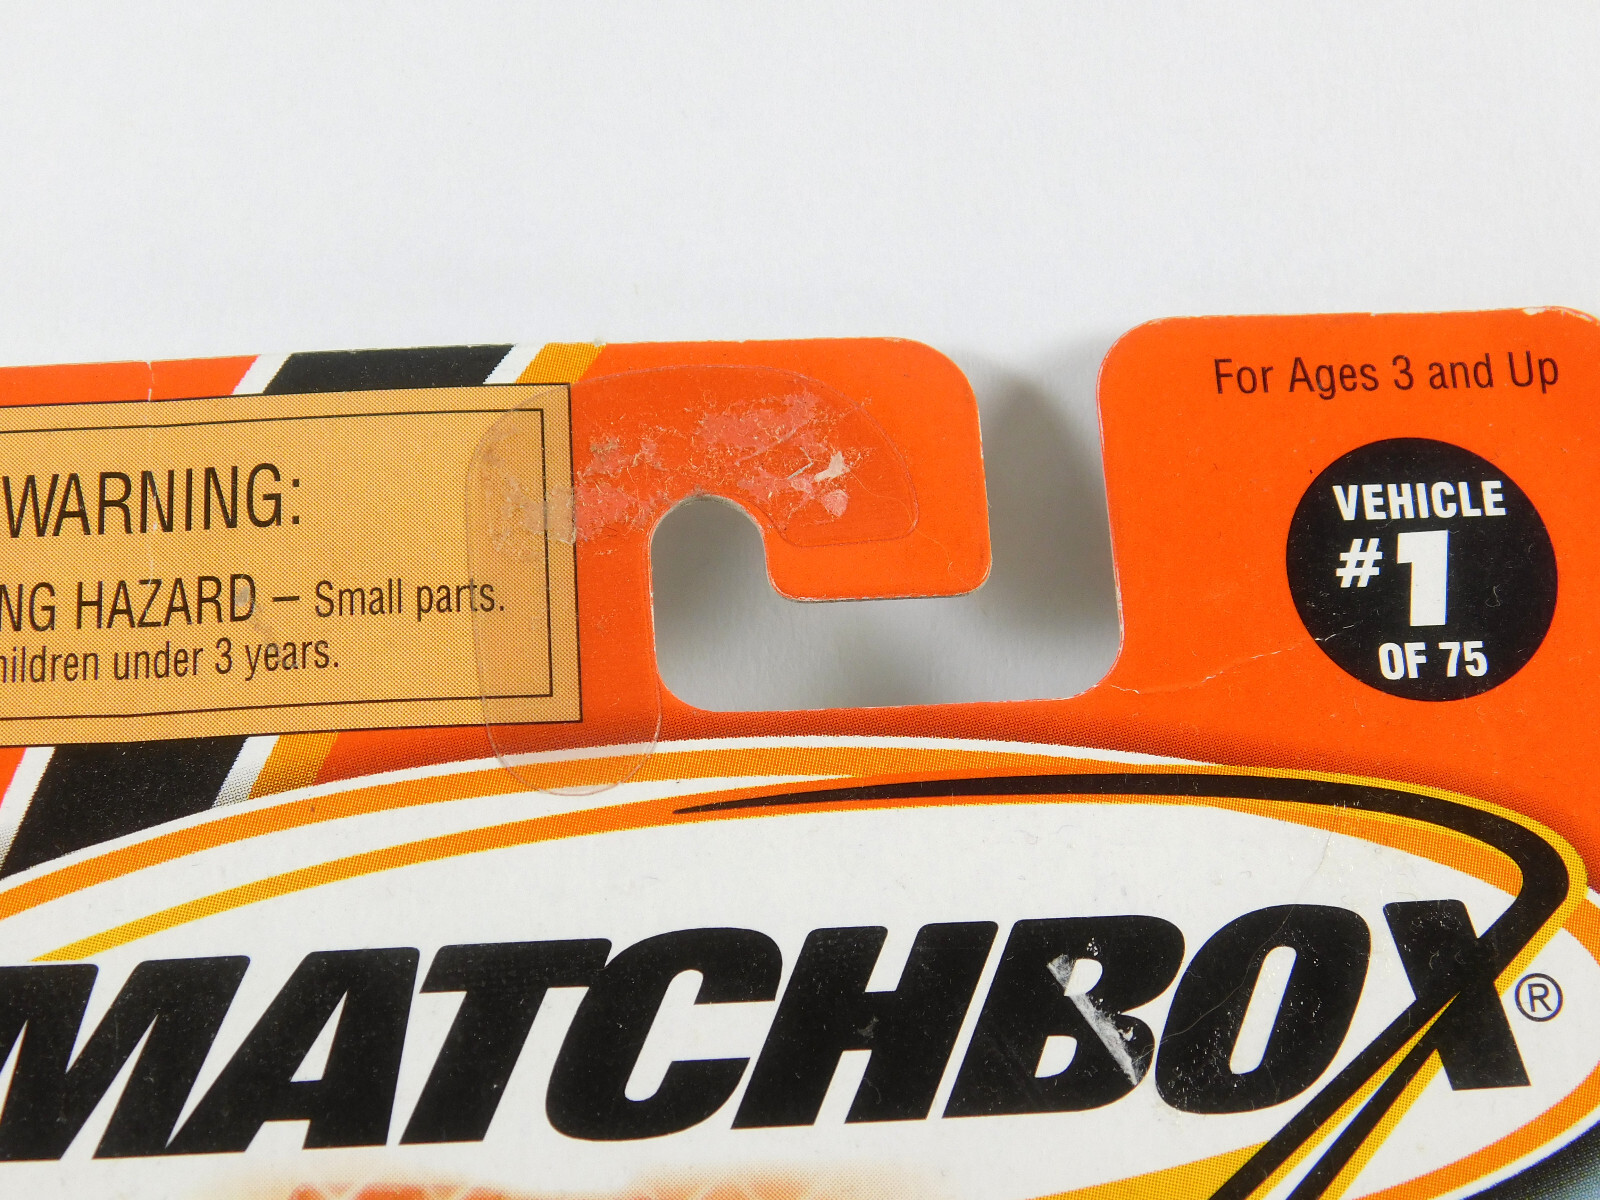 For Ages 3 and Up
WARNING:
NG HAZARD – Small parts.
hildren under 3 years.
VEHICLE
#1
OF 75
MATCHBOX®